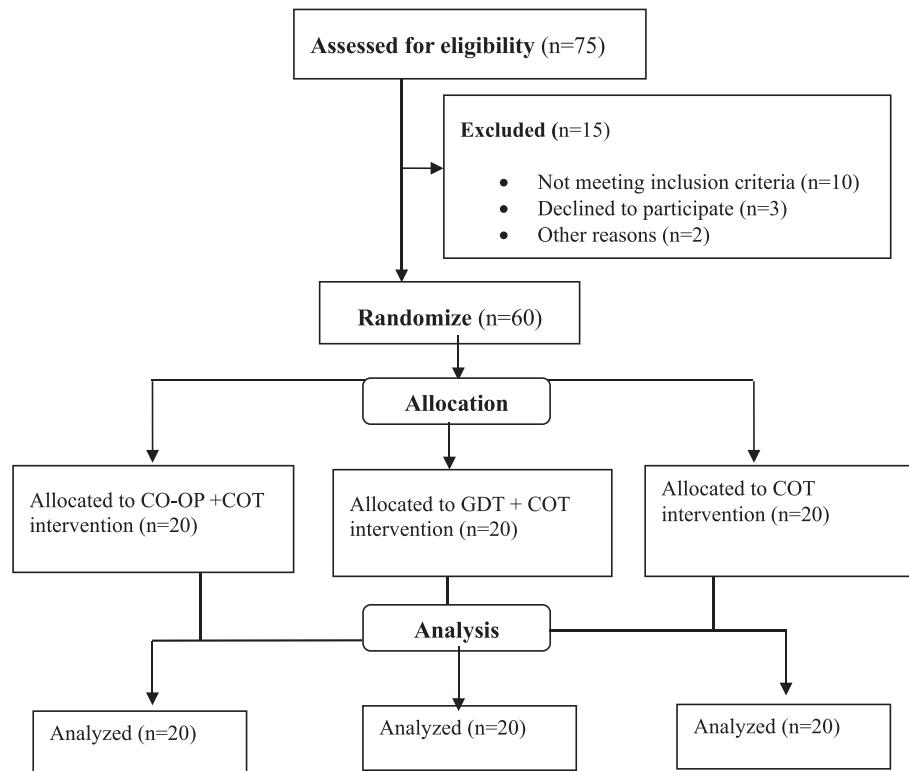 Assessed for eligibility (n=75)
Excluded (n=15)
• Not meeting inclusion criteria (n=10)
• Declined to participate (n=3)
• Other reasons (n=2)
Randomize (n=60)
Allocation
Allocated to CO-OP +COT
intervention (n=20)
Allocated to GDT + COT
intervention (n=20)
Allocated to COT
intervention (n=20)
Analysis
Analyzed (n=20)
Analyzed (n=20)
Analyzed (n=20)